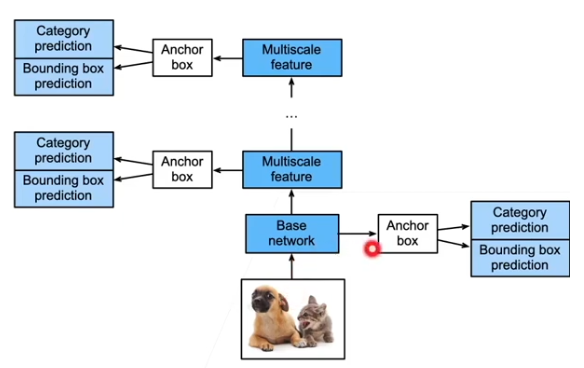 Category
prediction
Bounding box
prediction
Anchor
box
Multiscale
feature
...
Category
prediction
Bounding box
prediction
Anchor
box
Multiscale
feature
Base
network
Anchor
box
Category
prediction
Bounding box
prediction